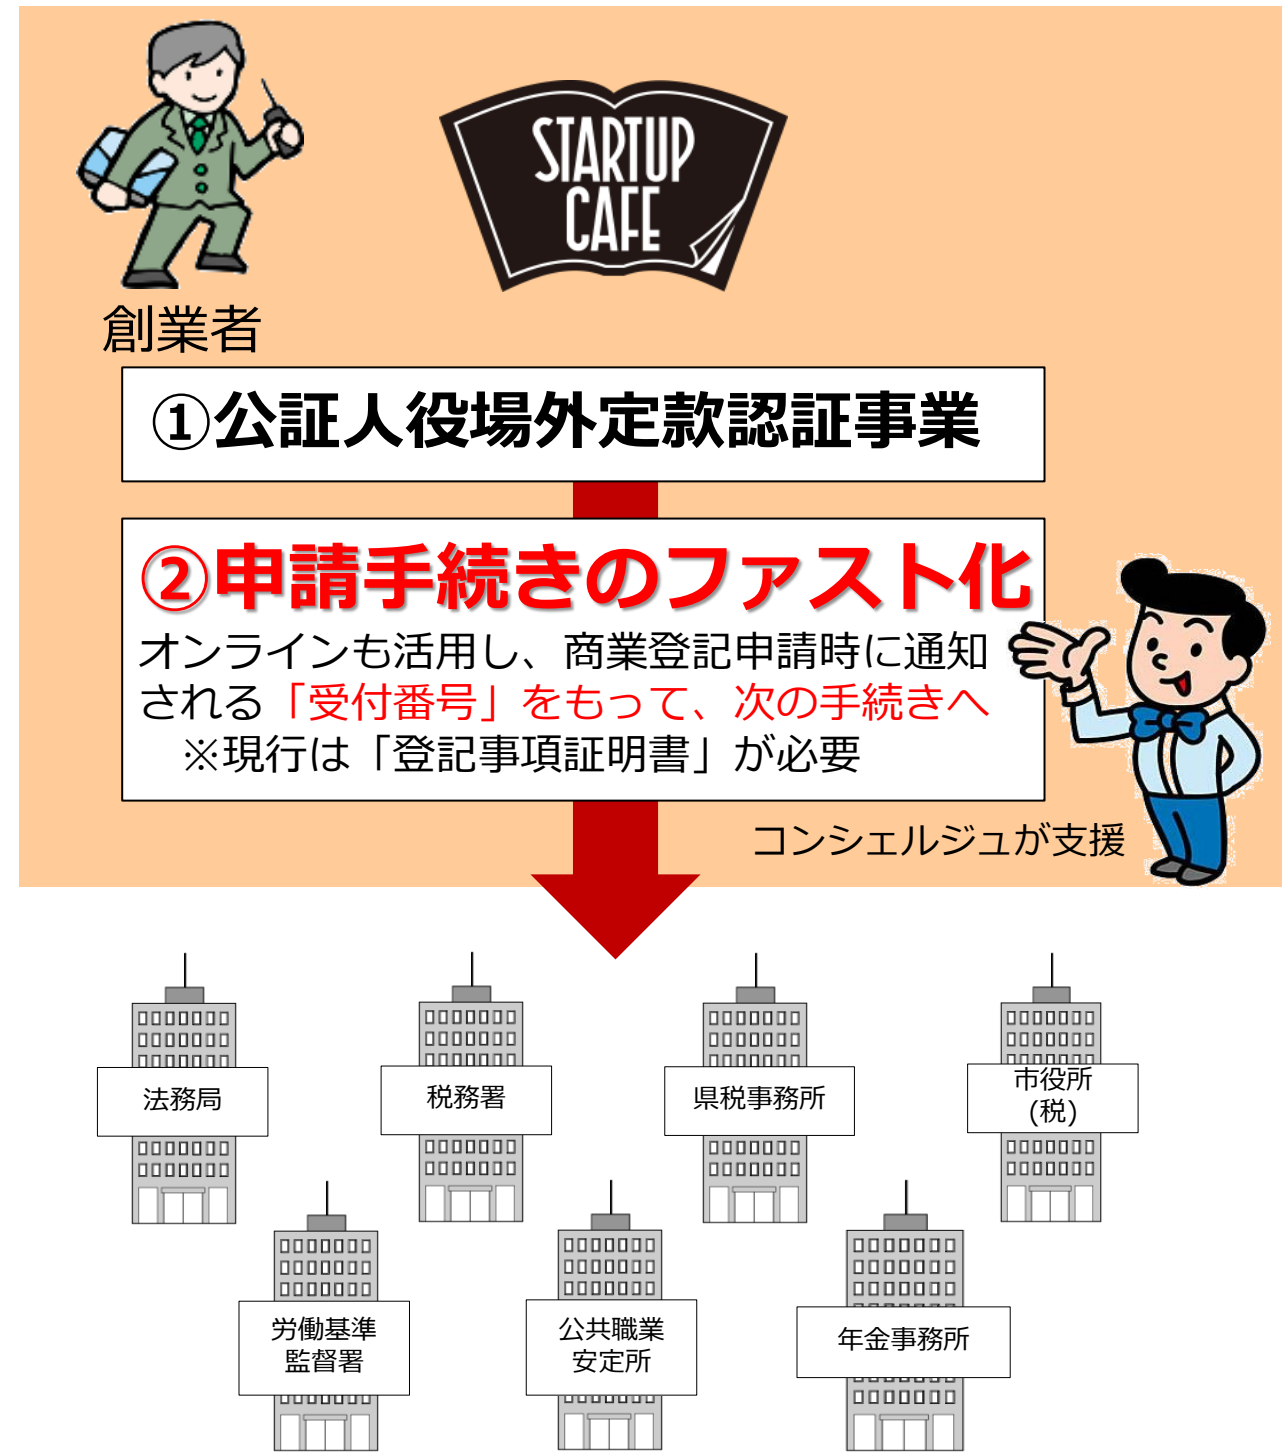 STARTUP
CAFE
創業者
①公証人役場外定款認証事業
②申請手続きのファスト化
オンラインも活用し、商業登記申請時に通知
される「受付番号」をもって、次の手続きへ
※現行は「登記事項証明書」が必要
コンシェルジュが支援
法務局
税務署
県税事務所
市役所
(税)
労働基準
監督署
公共職業
安定所
年金事務所